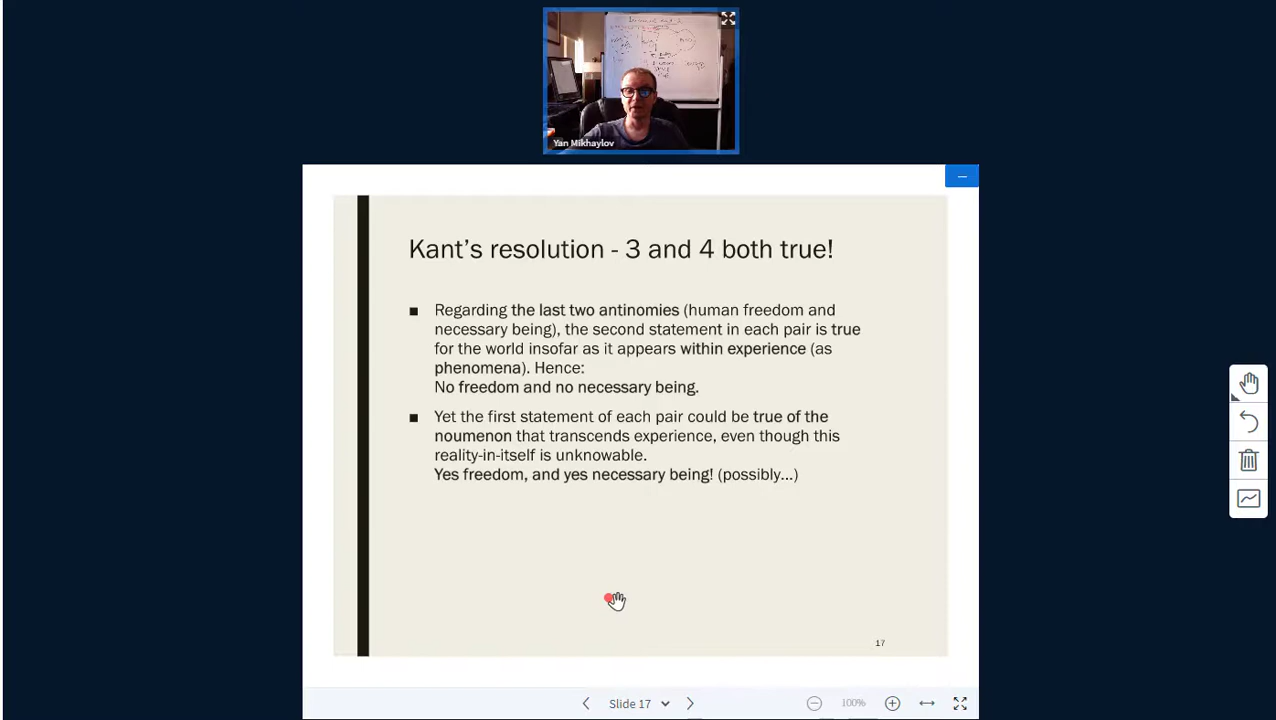 Yan Mikhaylov
Kant's resolution - 3 and 4 both true!
Regarding the last two antinomies (human freedom and
necessary being), the second statement in each pair is true
for the world insofar as it appears within experience (as
phenomena). Hence:
No freedom and no necessary being.
Yet the first statement of each pair could be true of the
noumenon that transcends experience, even though this
reality-in-itself is unknowable.
Yes freedom, and yes necessary being! (possibly...)
17
Slide 17
100%